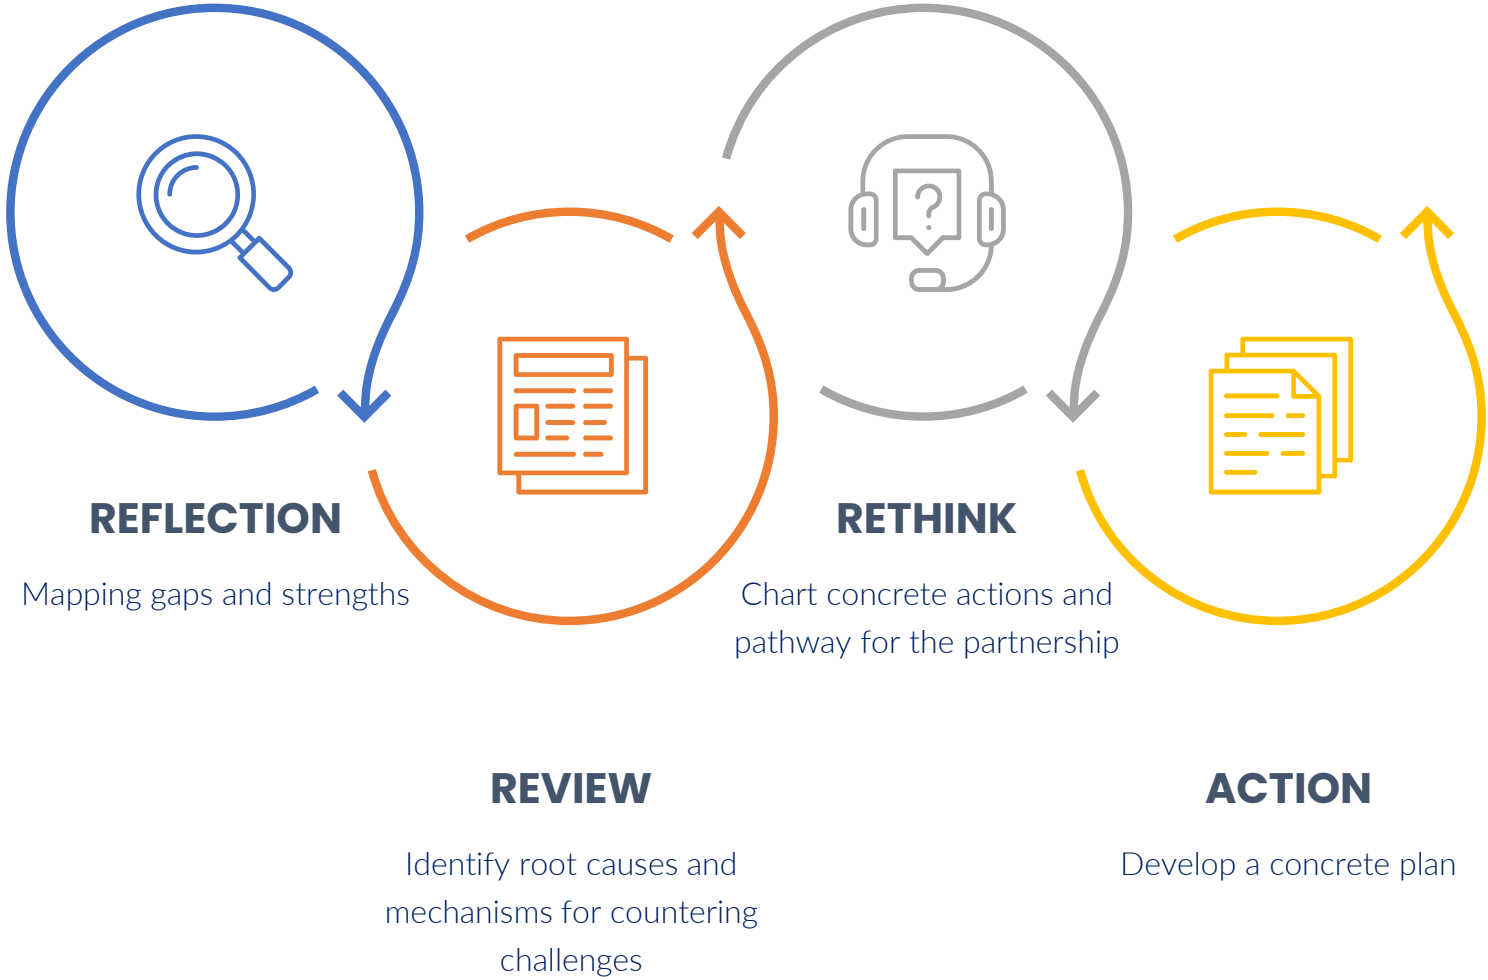 ?
REFLECTION
Mapping gaps and strengths
REVIEW
Identify root causes and
mechanisms for countering
challenges
RETHINK
Chart concrete actions and
pathway for the partnership
ACTION
Develop a concrete plan